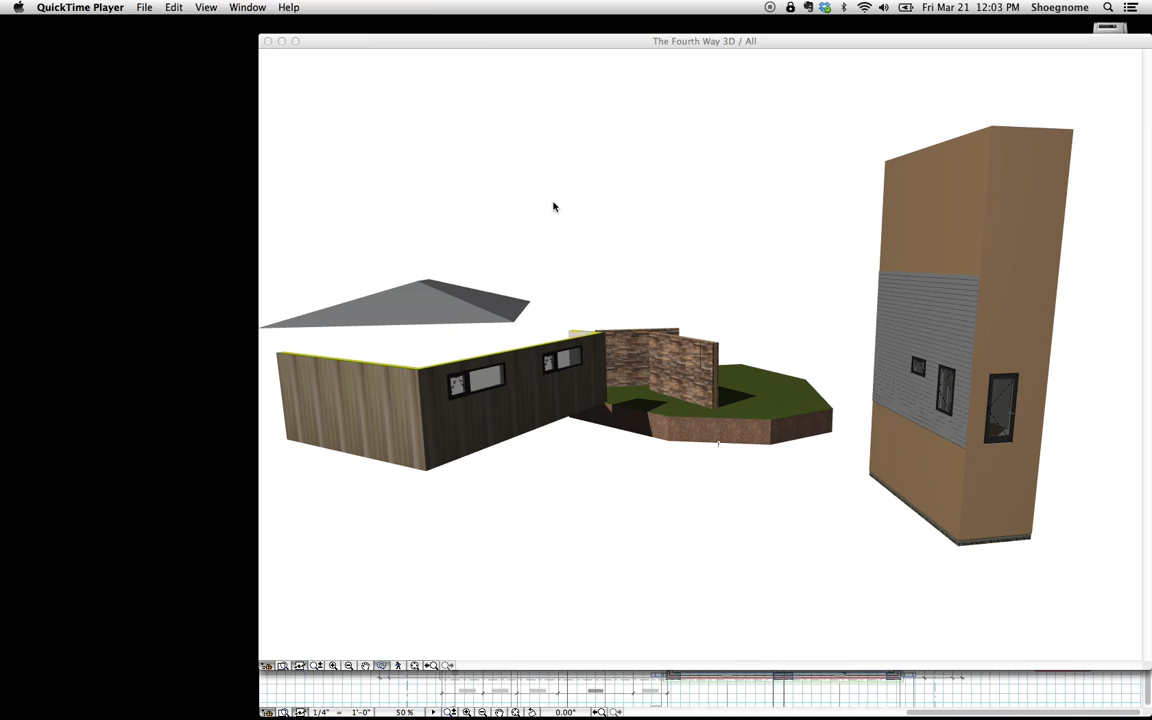 QuickTime Player File Edit View Window Help Fri Mar 21 12:03 PM Shoegnome
The Fourth Way 3D / All
1/4" = 1'-0" 50 % 0.00°